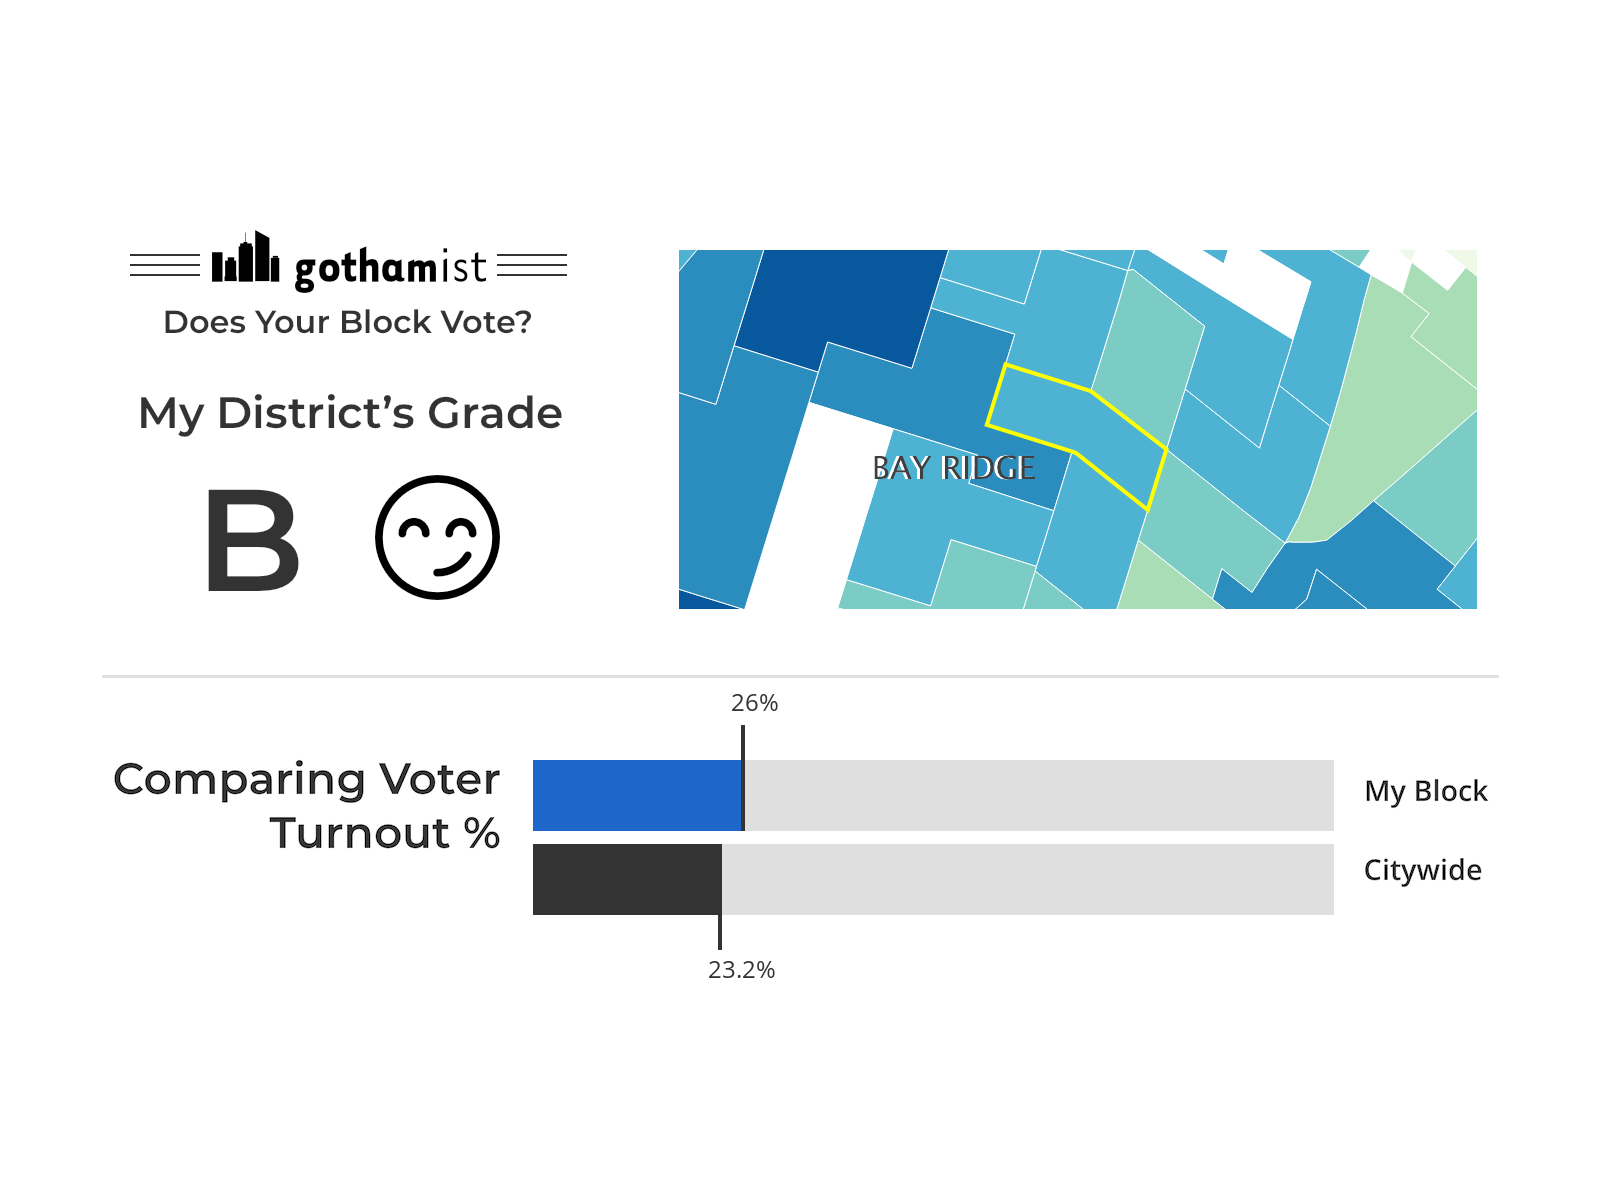 gothamist
Does Your Block Vote?
My District's Grade
B
BAY RIDGE
Comparing Voter
Turnout %
26%
My Block
Citywide
23.2%